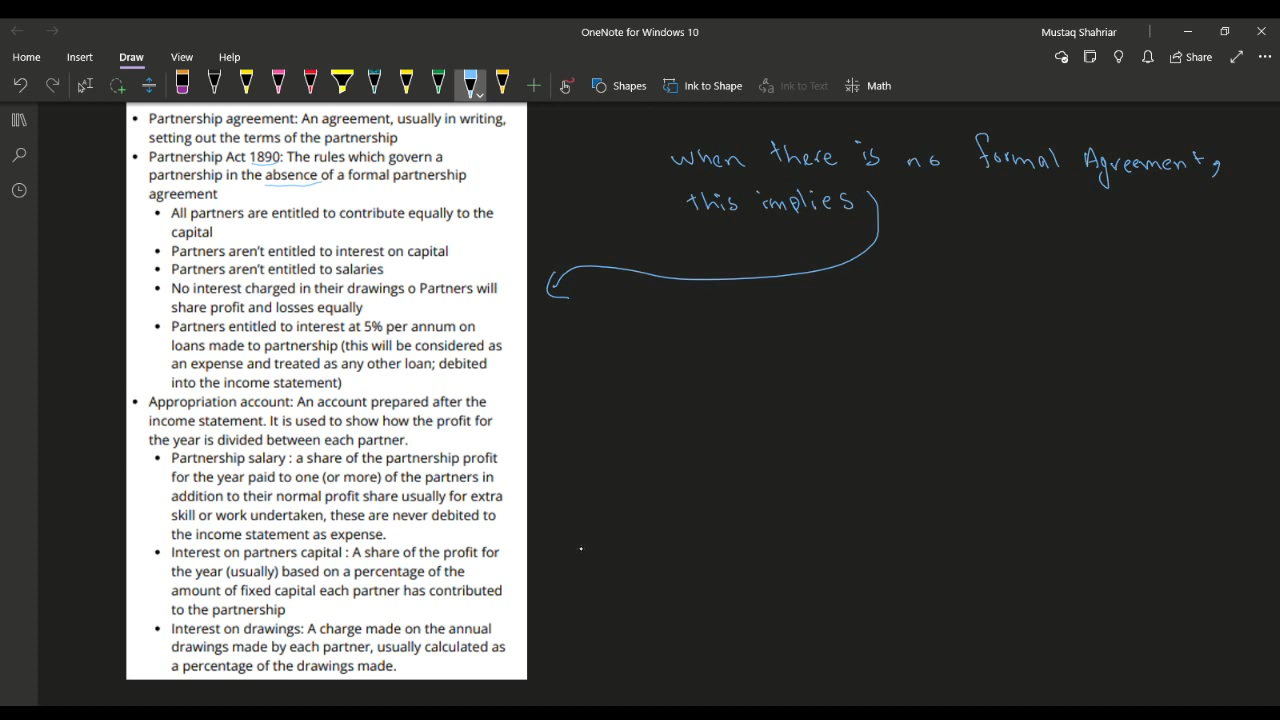 OneNote for Windows 10
Mustaq Shahriar
Home Insert Draw View Help
Share
Shapes Ink to Shape Ink to Text Math
• Partnership agreement: An agreement, usually in writing,
setting out the terms of the partnership
• Partnership Act 1890: The rules which govern a
partnership in the absence of a formal partnership
agreement
• All partners are entitled to contribute equally to the
capital
• Partners aren't entitled to interest on capital
• Partners aren't entitled to salaries
• No interest charged in their drawings o Partners will
share profit and losses equally
• Partners entitled to interest at 5% per annum on
loans made to partnership (this will be considered as
an expense and treated as any other loan; debited
into the income statement)
• Appropriation account: An account prepared after the
income statement. It is used to show how the profit for
the year is divided between each partner.
• Partnership salary : a share of the partnership profit
for the year paid to one (or more) of the partners in
addition to their normal profit share usually for extra
skill or work undertaken, these are never debited to
the income statement as expense.
• Interest on partners capital : A share of the profit for
the year (usually) based on a percentage of the
amount of fixed capital each partner has contributed
to the partnership
• Interest on drawings: A charge made on the annual
drawings made by each partner, usually calculated as
a percentage of the drawings made.
when there is no formal Agreement,
this implies